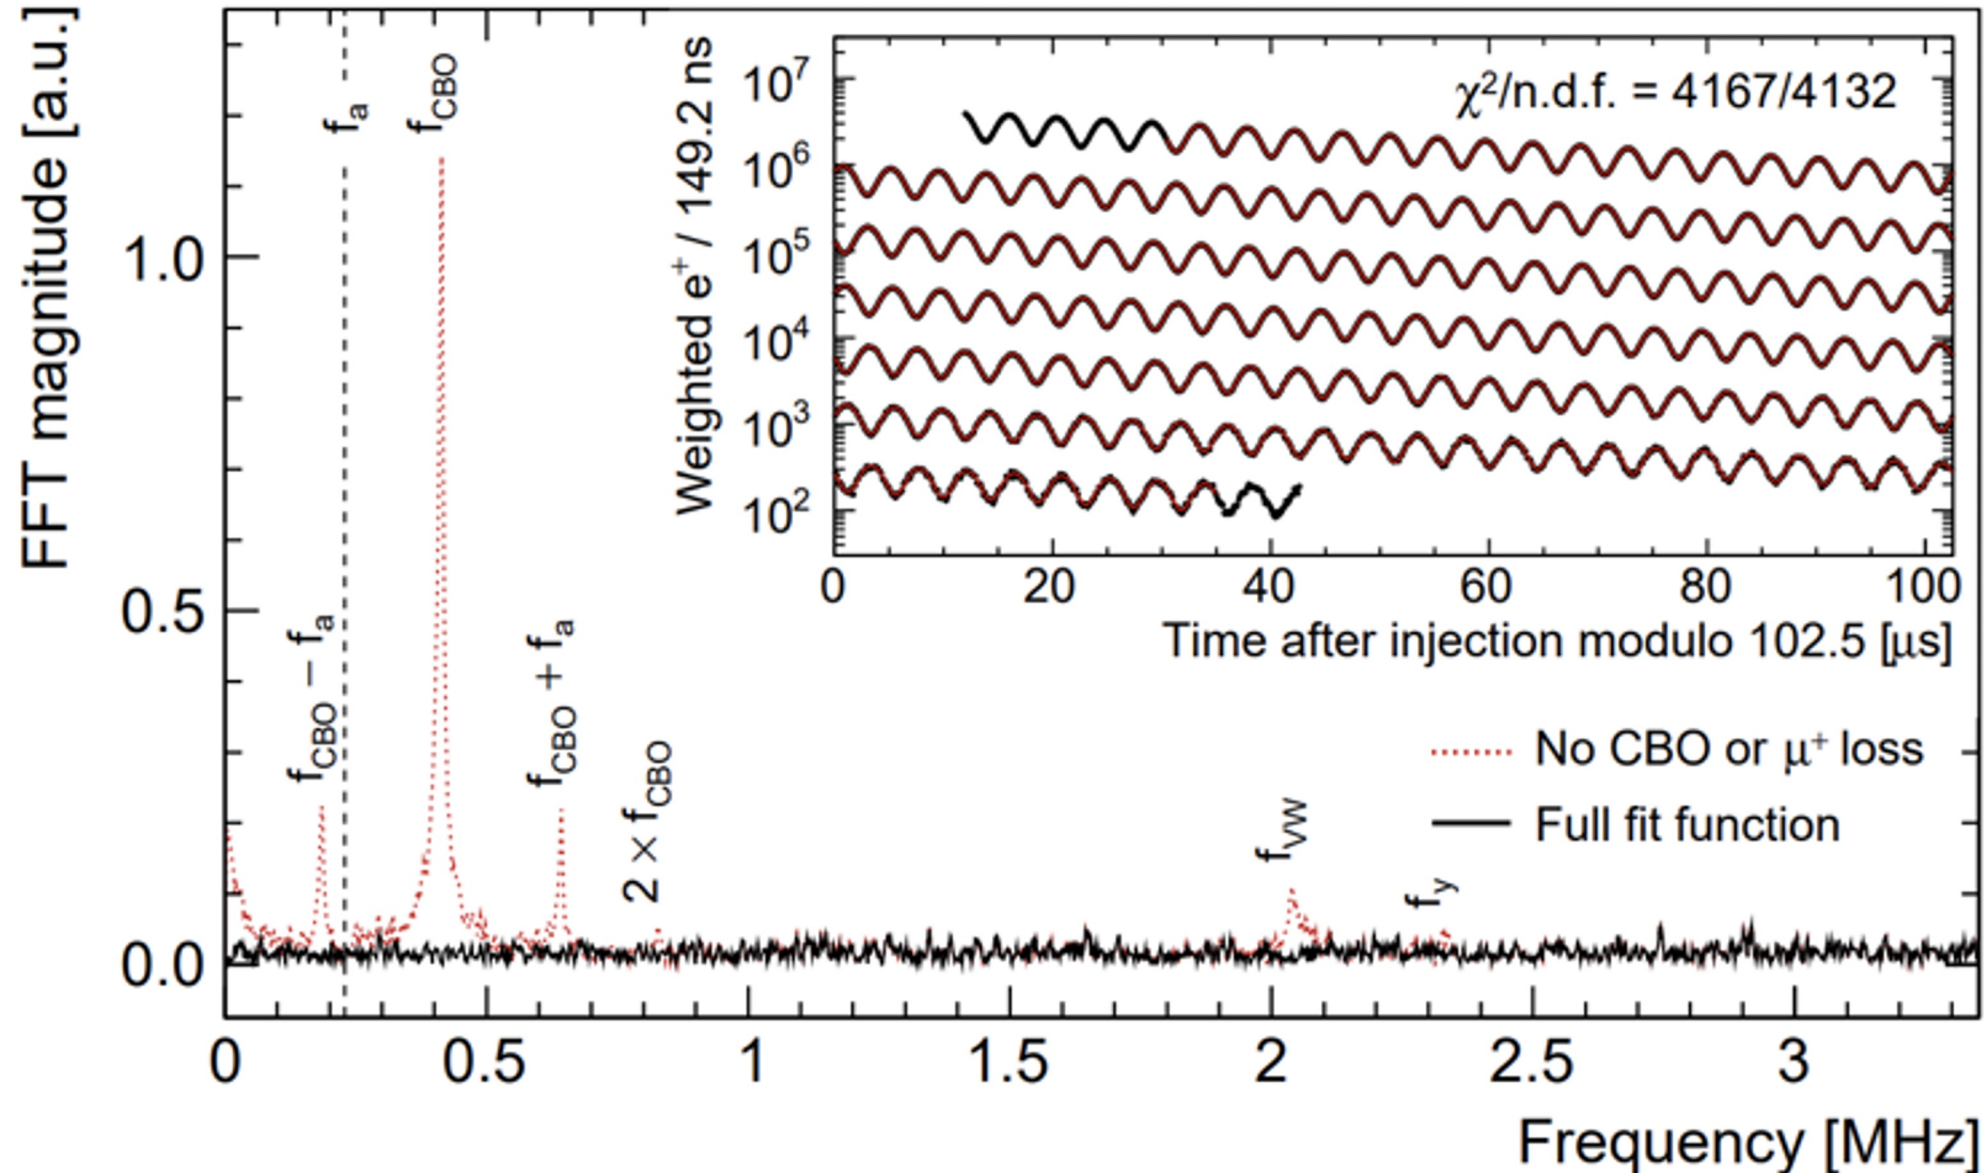 FFT magnitude [a.u.]
1.0
0.5
0.0
f_a
f_CBO
f_CBO − f_a
f_CBO + f_a
2 × f_CBO
f_VW
f_y
Weighted e⁺ / 149.2 ns
10⁷
10⁶
10⁵
10⁴
10³
10²
χ²/n.d.f. = 4167/4132
0 20 40 60 80 100
Time after injection modulo 102.5 [μs]
No CBO or μ⁺ loss
Full fit function
0 0.5 1 1.5 2 2.5 3
Frequency [MHz]